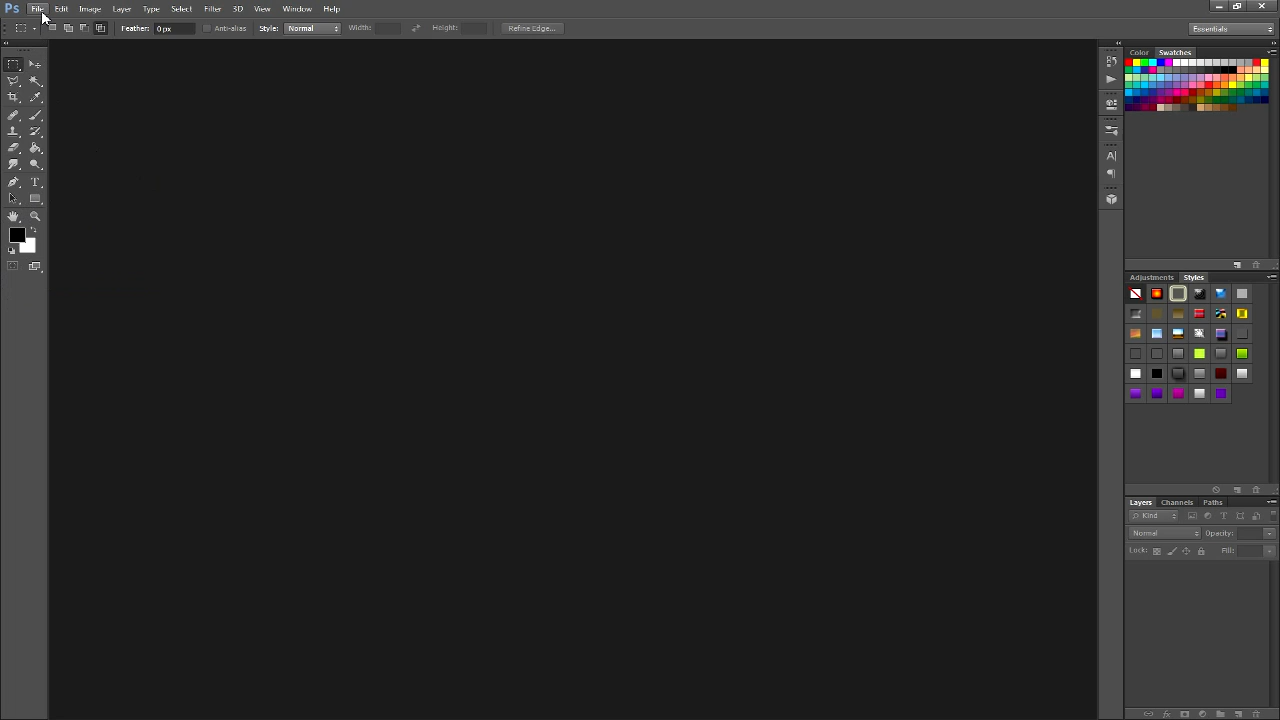 Ps File Edit Image Layer Type Select Filter 3D View Window Help
Feather: 0 px Anti-alias Style: Normal Width: Height: Refine Edge... Essentials
Color Swatches
Adjustments Styles
Layers Channels Paths
Kind
Normal Opacity:
Lock: Fill: